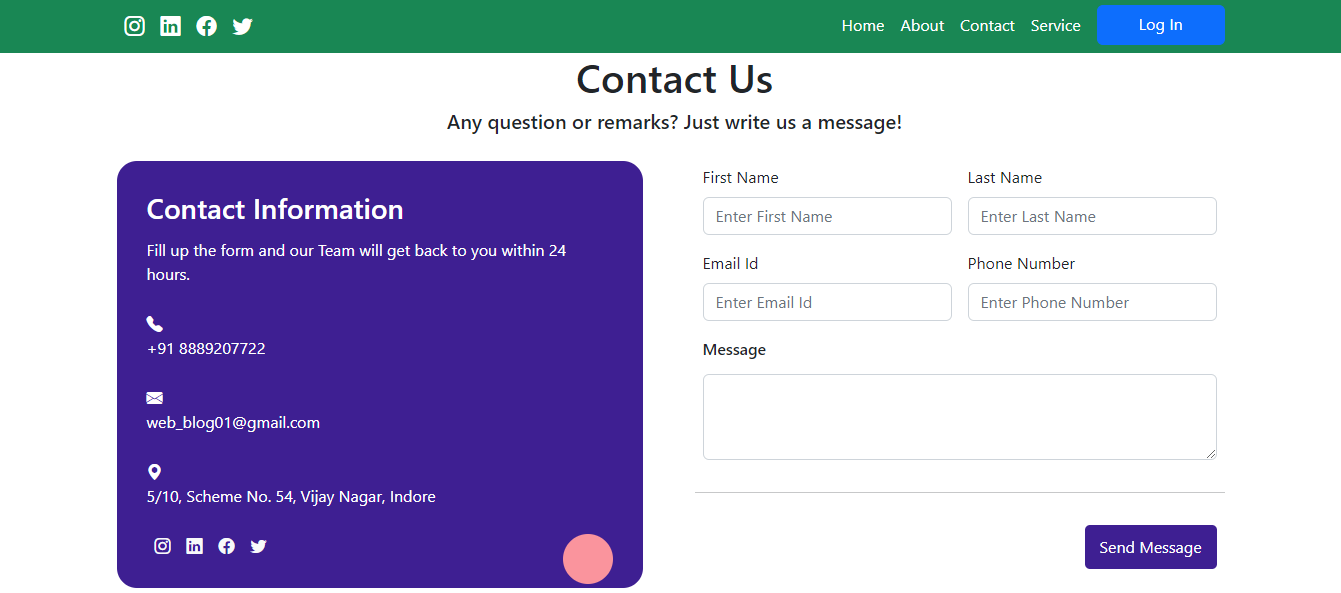 Home About Contact Service Log In
Contact Us
Any question or remarks? Just write us a message!
Contact Information
Fill up the form and our Team will get back to you within 24
hours.
+91 8889207722
web_blog01@gmail.com
5/10, Scheme No. 54, Vijay Nagar, Indore
First Name Last Name
Enter First Name Enter Last Name
Email Id Phone Number
Enter Email Id Enter Phone Number
Message
Send Message